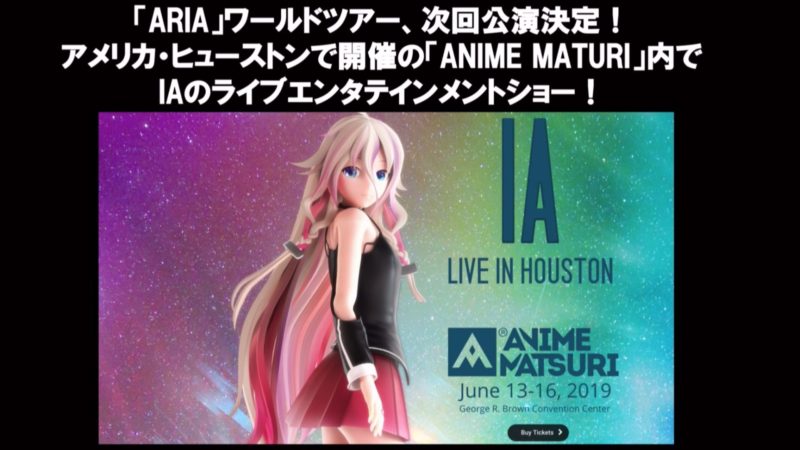 「ARIA」ワールドツアー、次回公演決定！
アメリカ・ヒューストンで開催の「ANIME MATURI」内で
IAのライブエンタテインメントショー！
IA
LIVE IN HOUSTON
®ANIME
MATSURI
June 13-16, 2019
George R. Brown Convention Center
Buy Tickets >